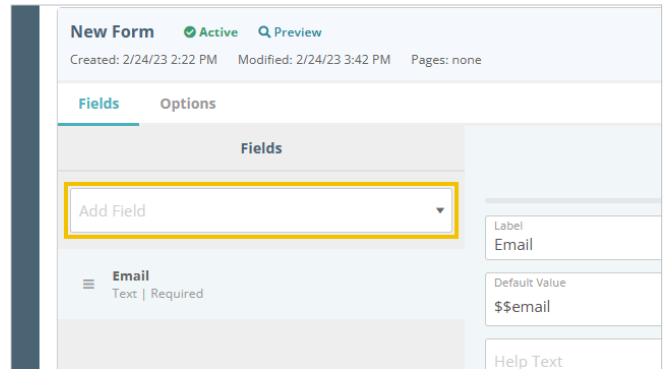 New Form Active Preview
Created: 2/24/23 2:22 PM Modified: 2/24/23 3:42 PM Pages: none
Fields Options
Fields
Add Field
Email
Text | Required
Label
Email
Default Value
$$email
Help Text